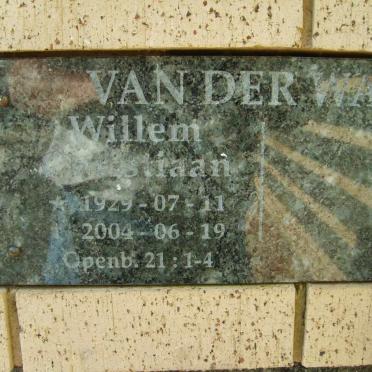 VAN DER
Willem
1929 - 07 - 11
2004 - 06 - 19
Openb. 21 : 1-4